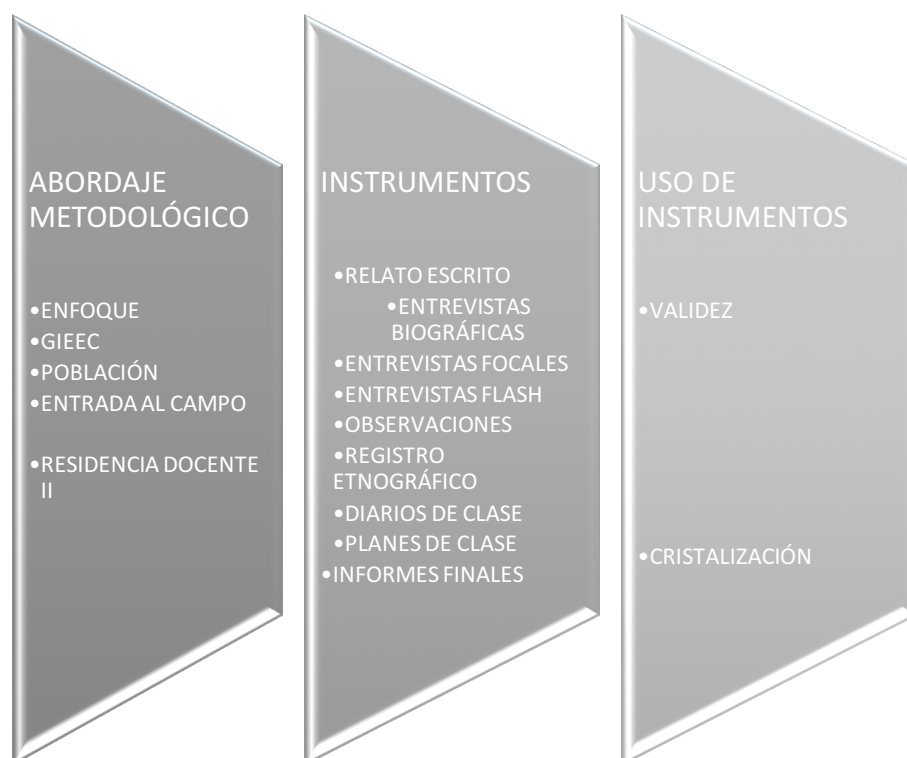 ABORDAJE
METODOLÓGICO
•ENFOQUE
•GIEEC
•POBLACIÓN
•ENTRADA AL CAMPO
•RESIDENCIA DOCENTE
II
INSTRUMENTOS
•RELATO ESCRITO
•ENTREVISTAS
BIOGRÁFICAS
•ENTREVISTAS FOCALES
•ENTREVISTAS FLASH
•OBSERVACIONES
•REGISTRO
ETNOGRÁFICO
•DIARIOS DE CLASE
•PLANES DE CLASE
•INFORMES FINALES
USO DE
INSTRUMENTOS
•VALIDEZ
•CRISTALIZACIÓN